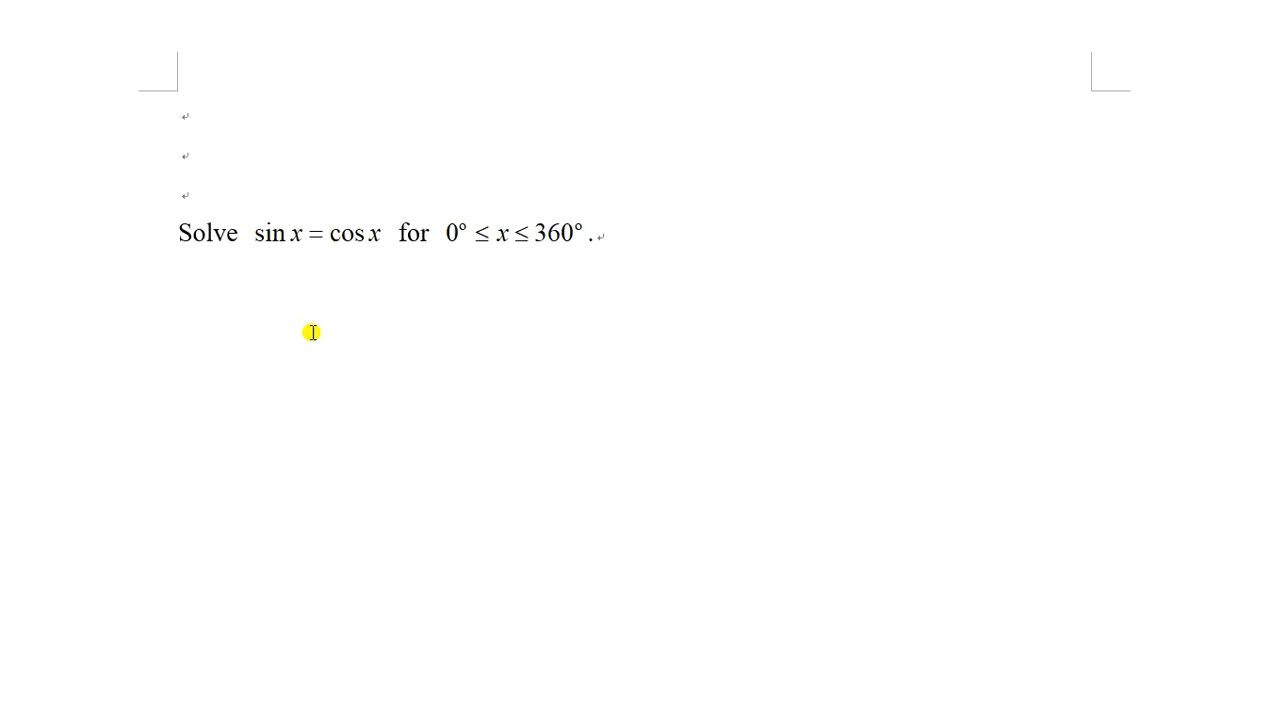 Solve sin x = cos x for 0° ≤ x ≤ 360° .